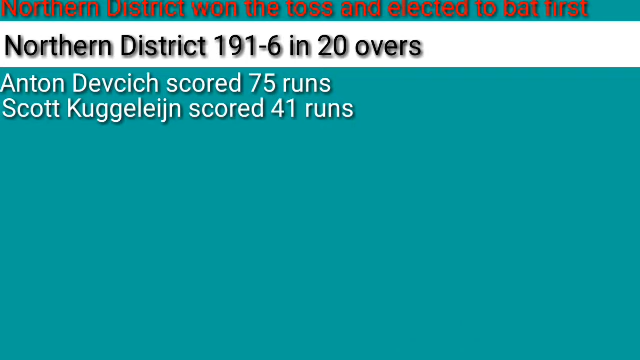 Northern District won the toss and elected to bat first
Northern District 191-6 in 20 overs
Anton Devcich scored 75 runs
Scott Kuggeleijn scored 41 runs